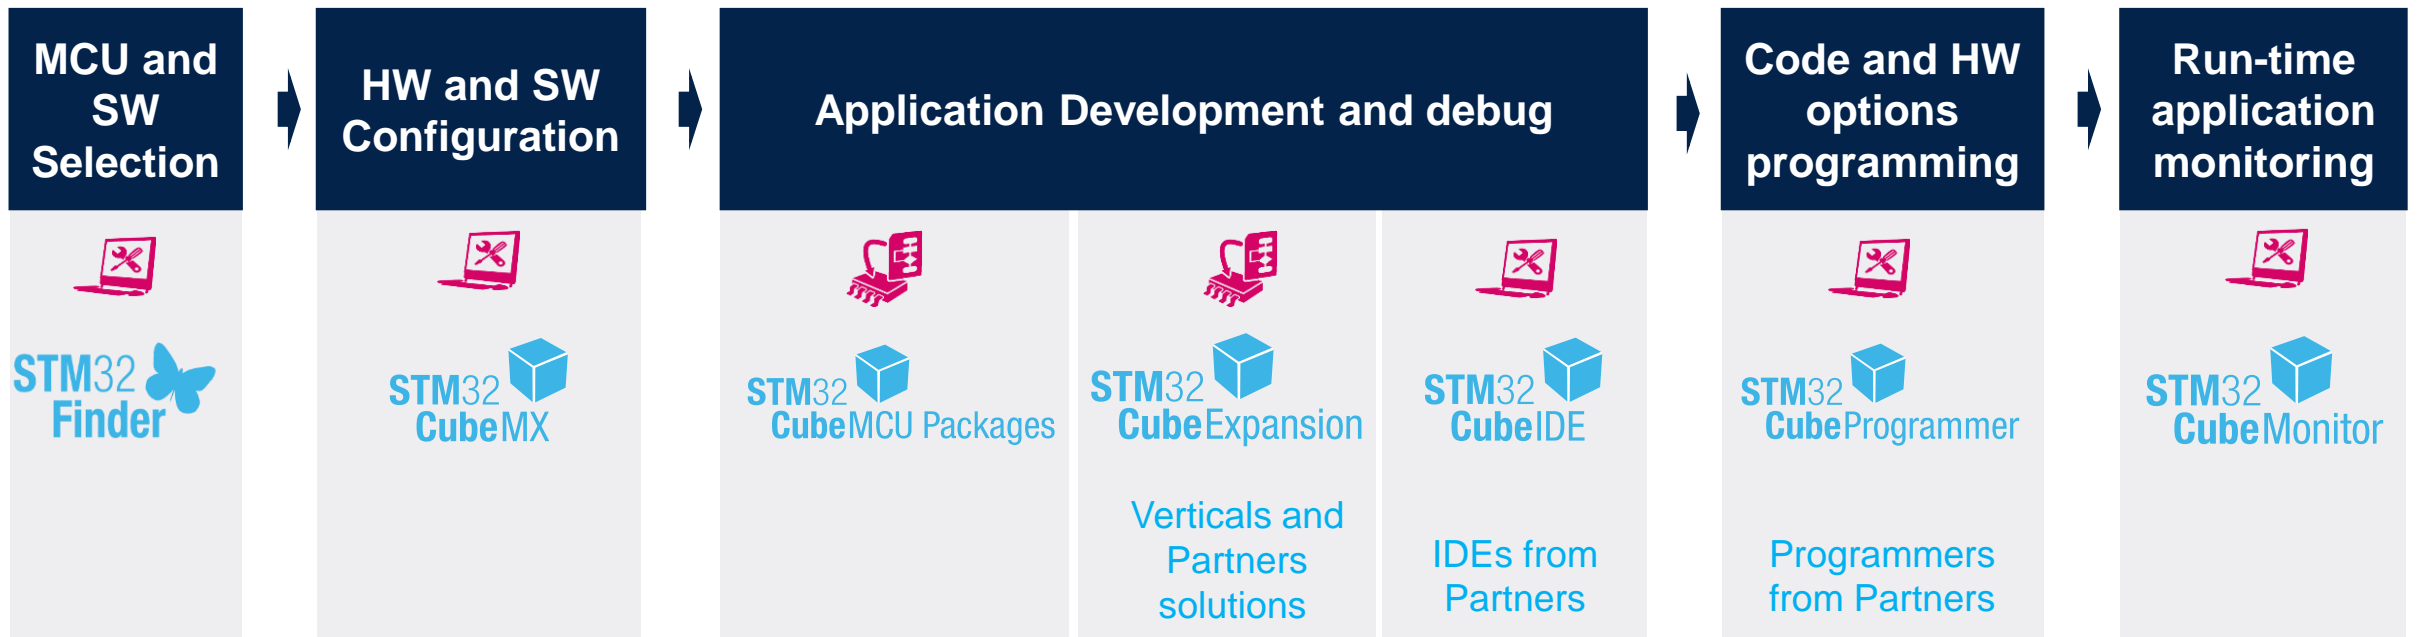 MCU and
SW
Selection
HW and SW
Configuration
Application Development and debug
Code and HW
options
programming
Run-time
application
monitoring
STM32
Finder
STM32
CubeMX
STM32
CubeMCU Packages
STM32
CubeExpansion
Verticals and
Partners
solutions
STM32
CubeIDE
IDEs from
Partners
STM32
CubeProgrammer
Programmers
from Partners
STM32
CubeMonitor